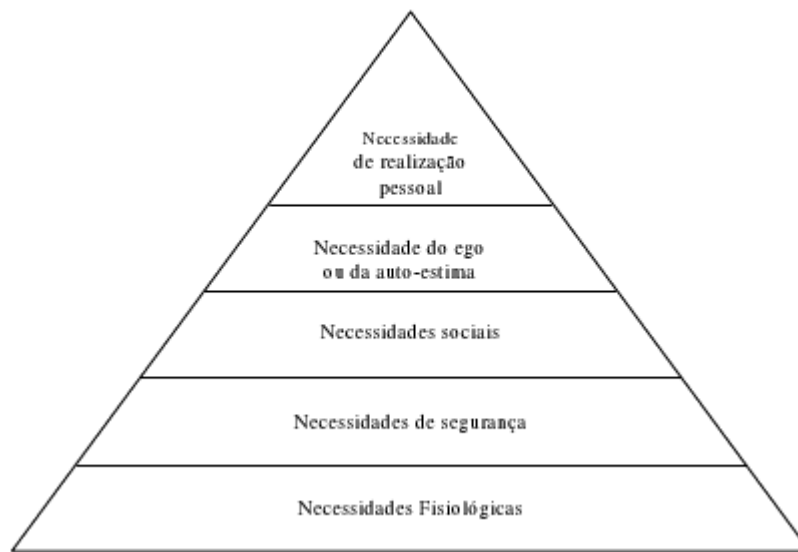 Necessidade
de realização
pessoal
Necessidade do ego
ou da auto-estima
Necessidades sociais
Necessidades de segurança
Necessidades Fisiológicas